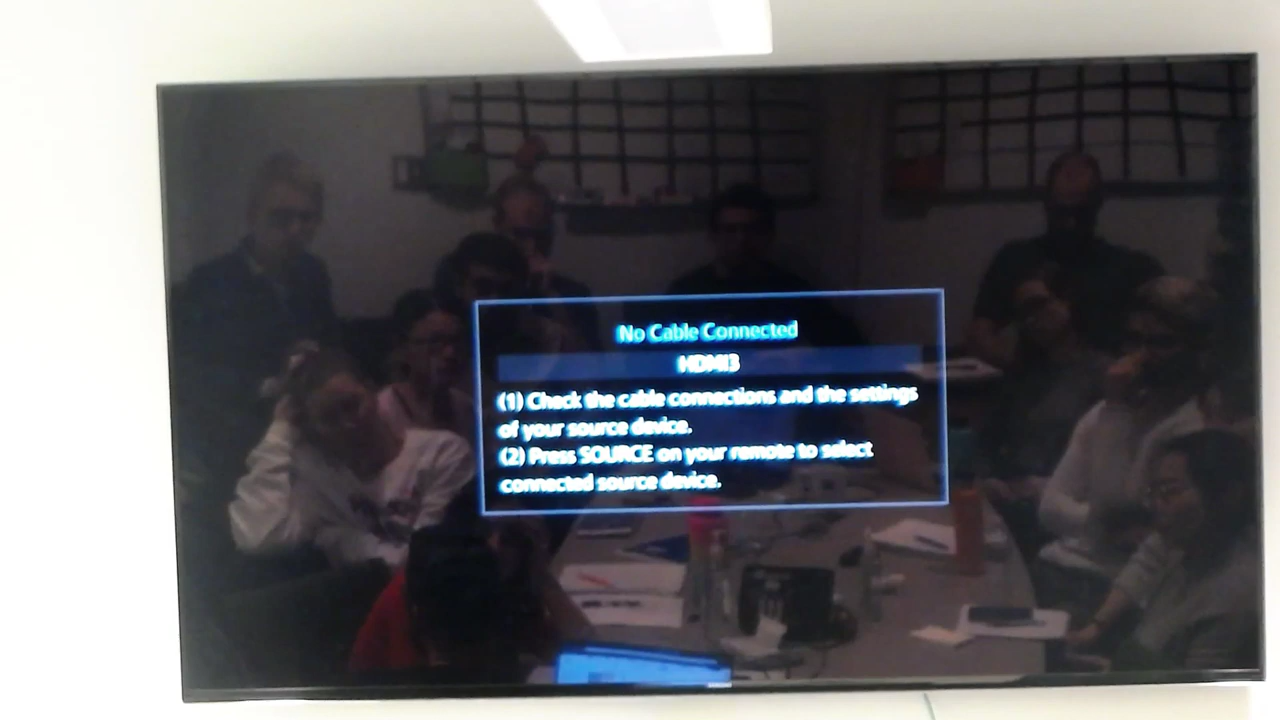 No Cable Connected
HDMI3
(1) Check the cable connections and the settings
of your source device.
(2) Press SOURCE on your remote to select
connected source device.